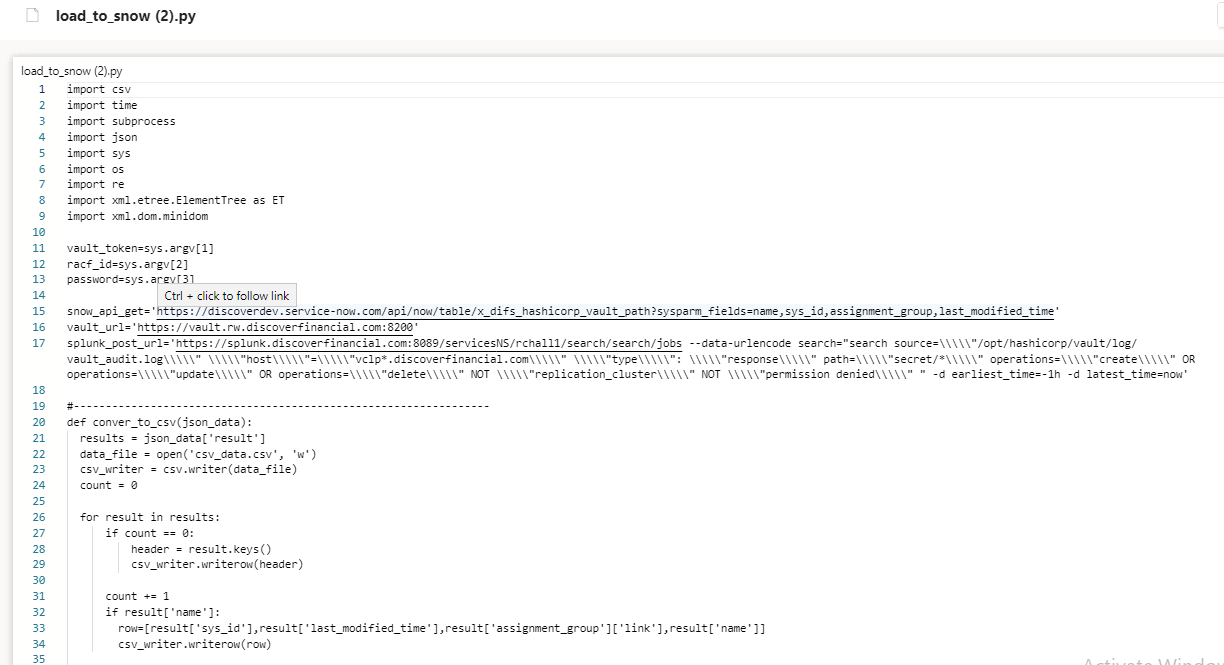 load_to_snow (2).py
load_to_snow (2).py
1 import csv
2 import time
3 import subprocess
4 import json
5 import sys
6 import os
7 import re
8 import xml.etree.ElementTree as ET
9 import xml.dom.minidom
10
11 vault_token=sys.argv[1]
12 racf_id=sys.argv[2]
13 password=sys.argv[3]
14 Ctrl + click to follow link
15 snow_api_get='https://discoverdev.service-now.com/api/now/table/x_difs_hashicorp_vault_path?sysparm_fields=name,sys_id,assignment_group,last_modified_time'
16 vault_url='https://vault.rw.discoverfinancial.com:8200'
17 splunk_post_url='https://splunk.discoverfinancial.com:8089/servicesNS/rchall1/search/search/jobs --data-urlencode search="search source=\\\\\"/opt/hashicorp/vault/log/
vault_audit.log\\\\\" \\\\\"host\\\\\"=\\\\\"vclp*.discoverfinancial.com\\\\\" \\\\\"type\\\\\": \\\\\"response\\\\\" path=\\\\\"secret/*\\\\\" operations=\\\\\"create\\\\\" OR
operations=\\\\\"update\\\\\" OR operations=\\\\\"delete\\\\\" NOT \\\\\"replication_cluster\\\\\" NOT \\\\\"permission denied\\\\\" " -d earliest_time=-1h -d latest_time=now'
18
19 #-----------------------------------------------------------------
20 def conver_to_csv(json_data):
21 results = json_data['result']
22 data_file = open('csv_data.csv', 'w')
23 csv_writer = csv.writer(data_file)
24 count = 0
25
26 for result in results:
27 if count == 0:
28 header = result.keys()
29 csv_writer.writerow(header)
30
31 count += 1
32 if result['name']:
33 row=[result['sys_id'],result['last_modified_time'],result['assignment_group']['link'],result['name']]
34 csv_writer.writerow(row)
35